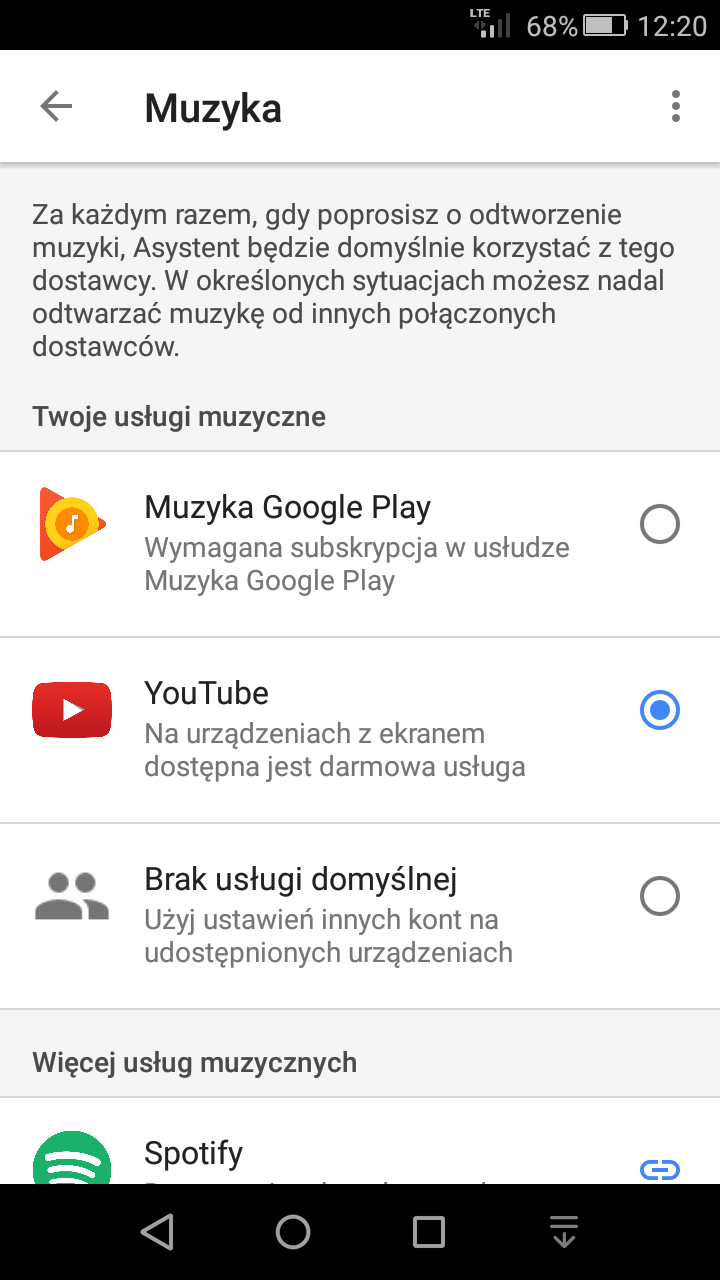 LTE 68% 12:20
Muzyka
Za każdym razem, gdy poprosisz o odtworzenie
muzyki, Asystent będzie domyślnie korzystać z tego
dostawcy. W określonych sytuacjach możesz nadal
odtwarzać muzykę od innych połączonych
dostawców.
Twoje usługi muzyczne
Muzyka Google Play
Wymagana subskrypcja w usłudze
Muzyka Google Play
YouTube
Na urządzeniach z ekranem
dostępna jest darmowa usługa
Brak usługi domyślnej
Użyj ustawień innych kont na
udostępnionych urządzeniach
Więcej usług muzycznych
Spotify